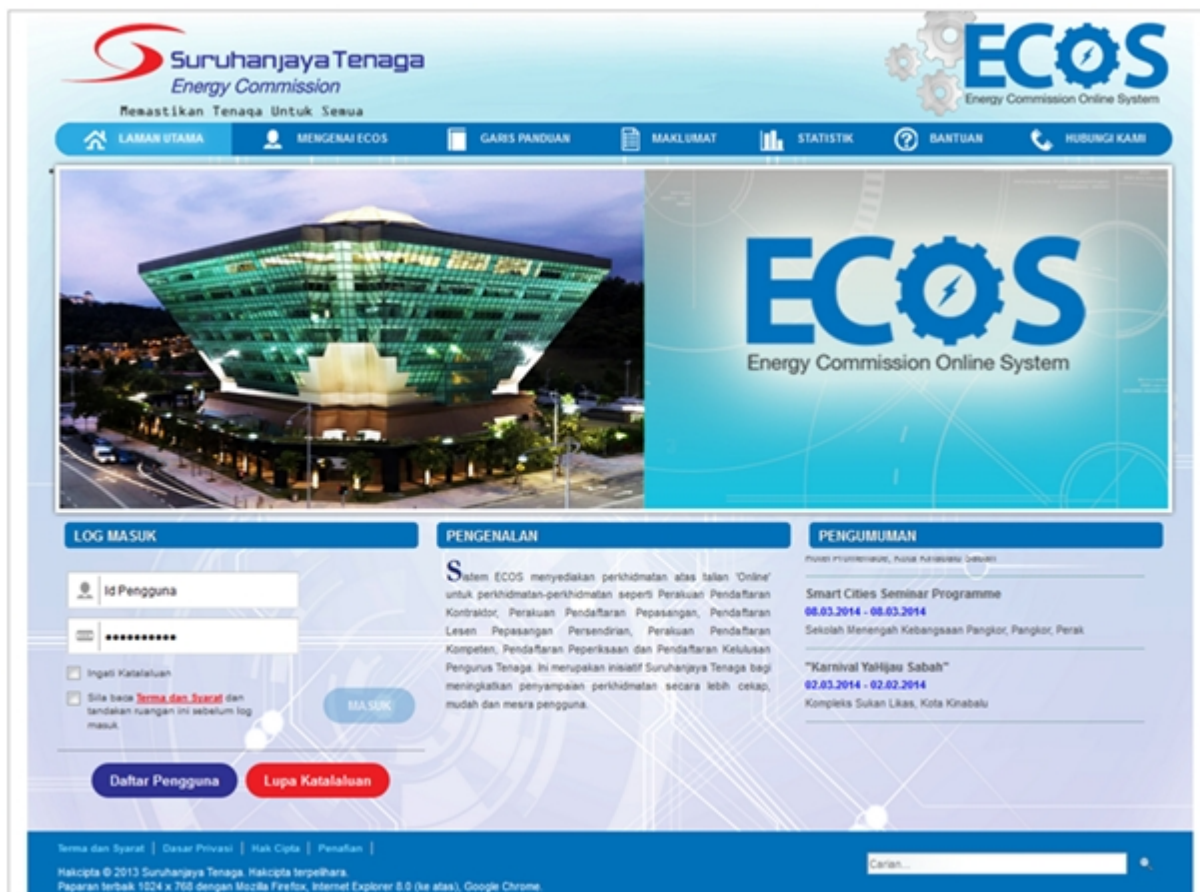 Suruhanjaya Tenaga
Energy Commission
Memastikan Tenaga Untuk Semua
ECOS
Energy Commission Online System
LAMAN UTAMA
MENGENAI ECOS
GARIS PANDUAN
MAKLUMAT
STATISTIK
BANTUAN
HUBUNGI KAMI
ECOS
Energy Commission Online System
LOG MASUK
Id Pengguna
Ingati Katalaluan
Sila baca Terma dan Syarat dan
tandakan ruangan ini sebelum log
masuk.
MASUK
Daftar Pengguna
Lupa Katalaluan
PENGENALAN
Sistem ECOS menyediakan perkhidmatan atas talian 'Online'
untuk perkhidmatan-perkhidmatan seperti Perakuan Pendaftaran
Kontraktor, Perakuan Pendaftaran Pepasangan, Pendaftaran
Lesen Pepasangan Persendirian, Perakuan Pendaftaran
Kompeten, Pendaftaran Peperiksaan dan Pendaftaran Kelulusan
Pengurus Tenaga. Ini merupakan inisiatif Suruhanjaya Tenaga bagi
meningkatkan penyampaian perkhidmatan secara lebih cekap,
mudah dan mesra pengguna.
PENGUMUMAN
Hotel Promenade, Kota Kinabalu Sabah
Smart Cities Seminar Programme
08.03.2014 - 08.03.2014
Sekolah Menengah Kebangsaan Pangkor, Pangkor, Perak
"Karnival YaHijau Sabah"
02.03.2014 - 02.02.2014
Kompleks Sukan Likas, Kota Kinabalu
Terma dan Syarat | Dasar Privasi | Hak Cipta | Penafian |
Hakcipta © 2013 Suruhanjaya Tenaga. Hakcipta terpelihara.
Paparan terbaik 1024 x 768 dengan Mozilla Firefox, Internet Explorer 8.0 (ke atas), Google Chrome.
Carian...